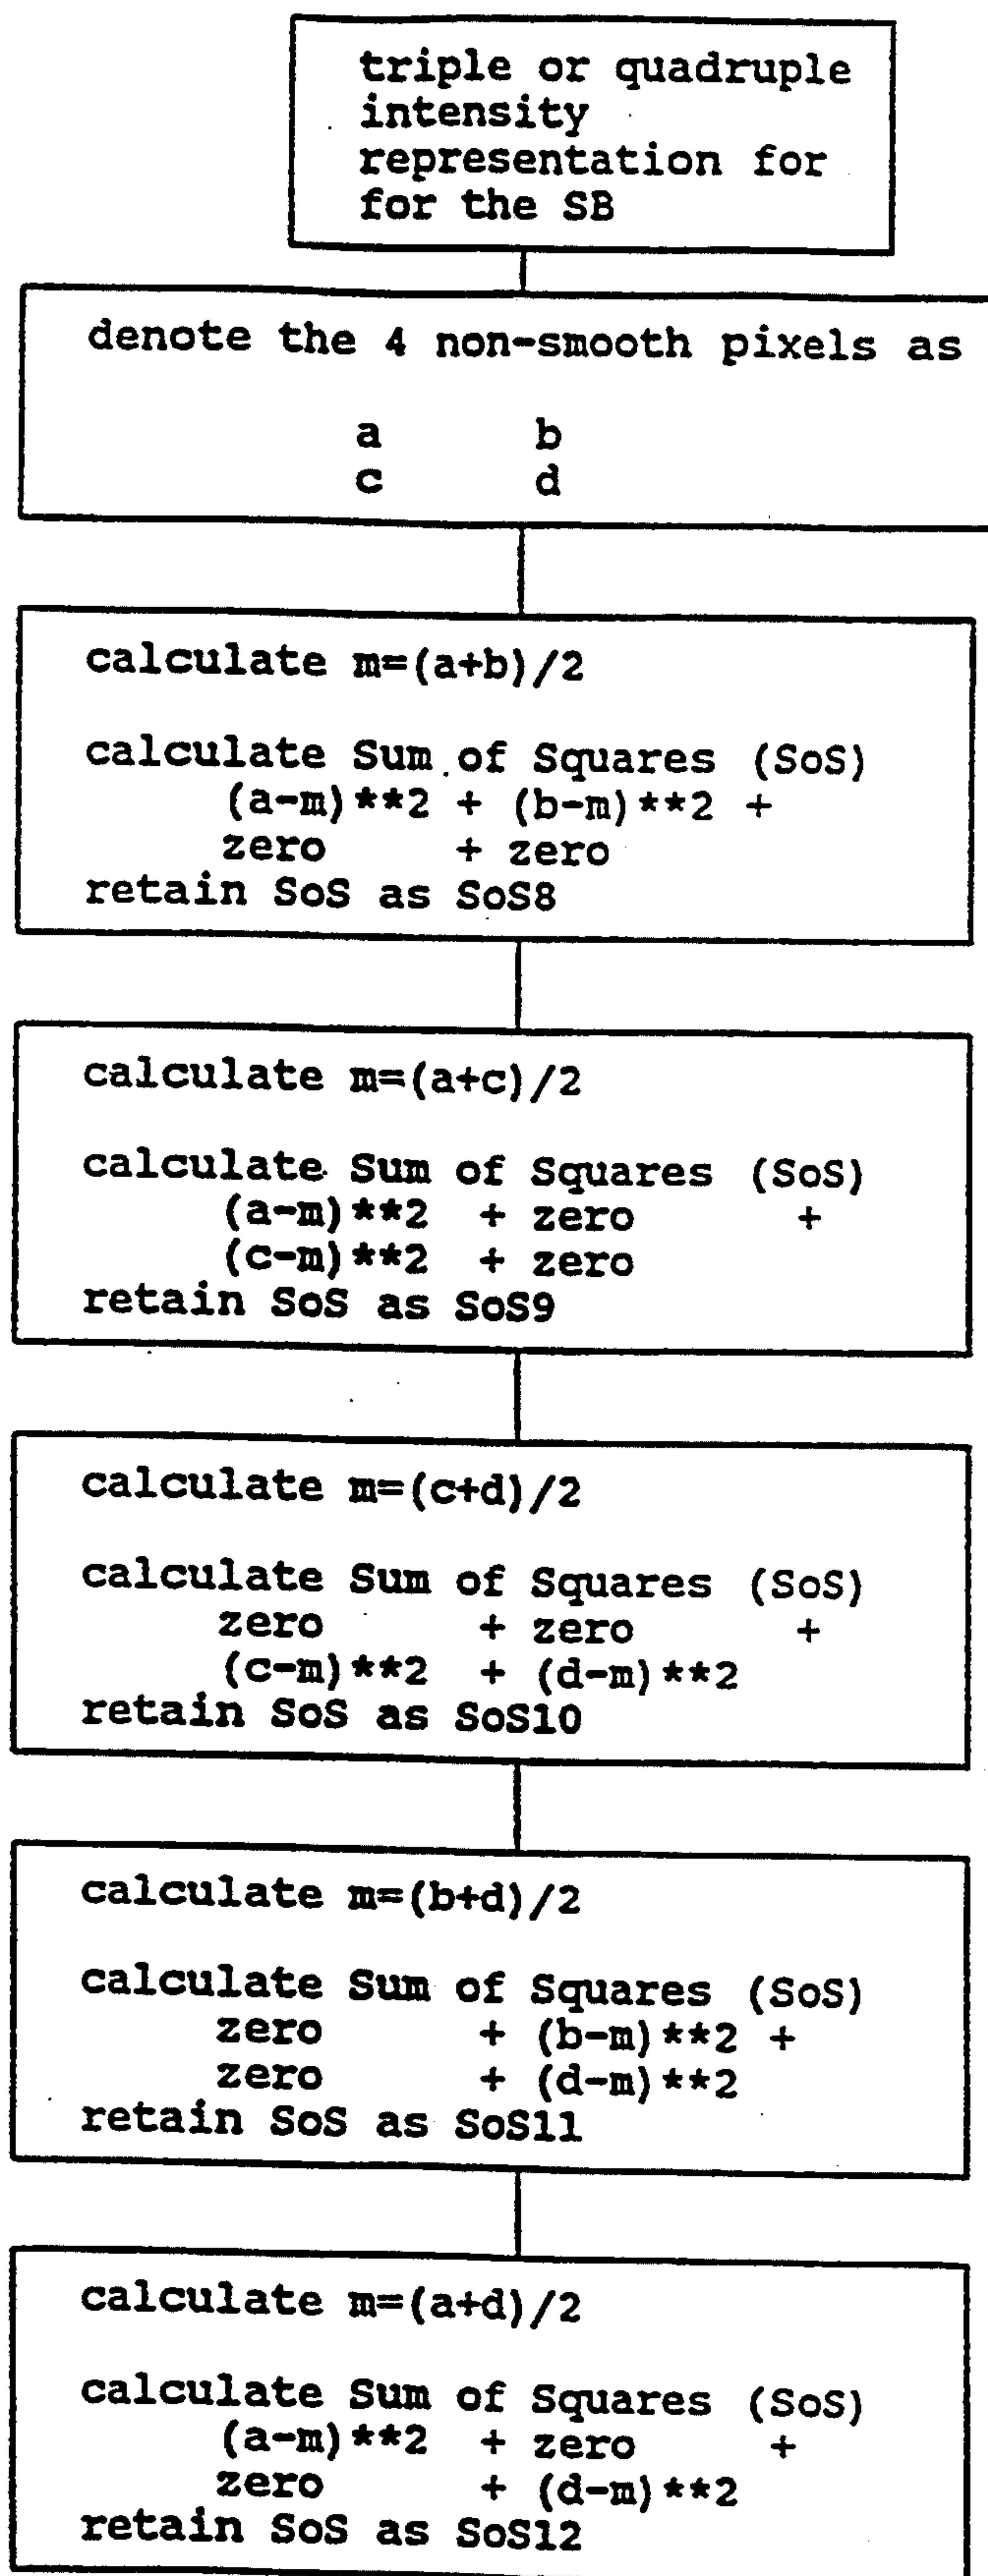 triple or quadruple
intensity
representation for
for the SB
denote the 4 non-smooth pixels as
a b
c d
calculate m=(a+b)/2
calculate Sum of Squares (SoS)
(a-m)**2 + (b-m)**2 +
zero + zero
retain SoS as SoS8
calculate m=(a+c)/2
calculate Sum of Squares (SoS)
(a-m)**2 + zero +
(c-m)**2 + zero
retain SoS as SoS9
calculate m=(c+d)/2
calculate Sum of Squares (SoS)
zero + zero +
(c-m)**2 + (d-m)**2
retain SoS as SoS10
calculate m=(b+d)/2
calculate Sum of Squares (SoS)
zero + (b-m)**2 +
zero + (d-m)**2
retain SoS as SoS11
calculate m=(a+d)/2
calculate Sum of Squares (SoS)
(a-m)**2 + zero +
zero + (d-m)**2
retain SoS as SoS12